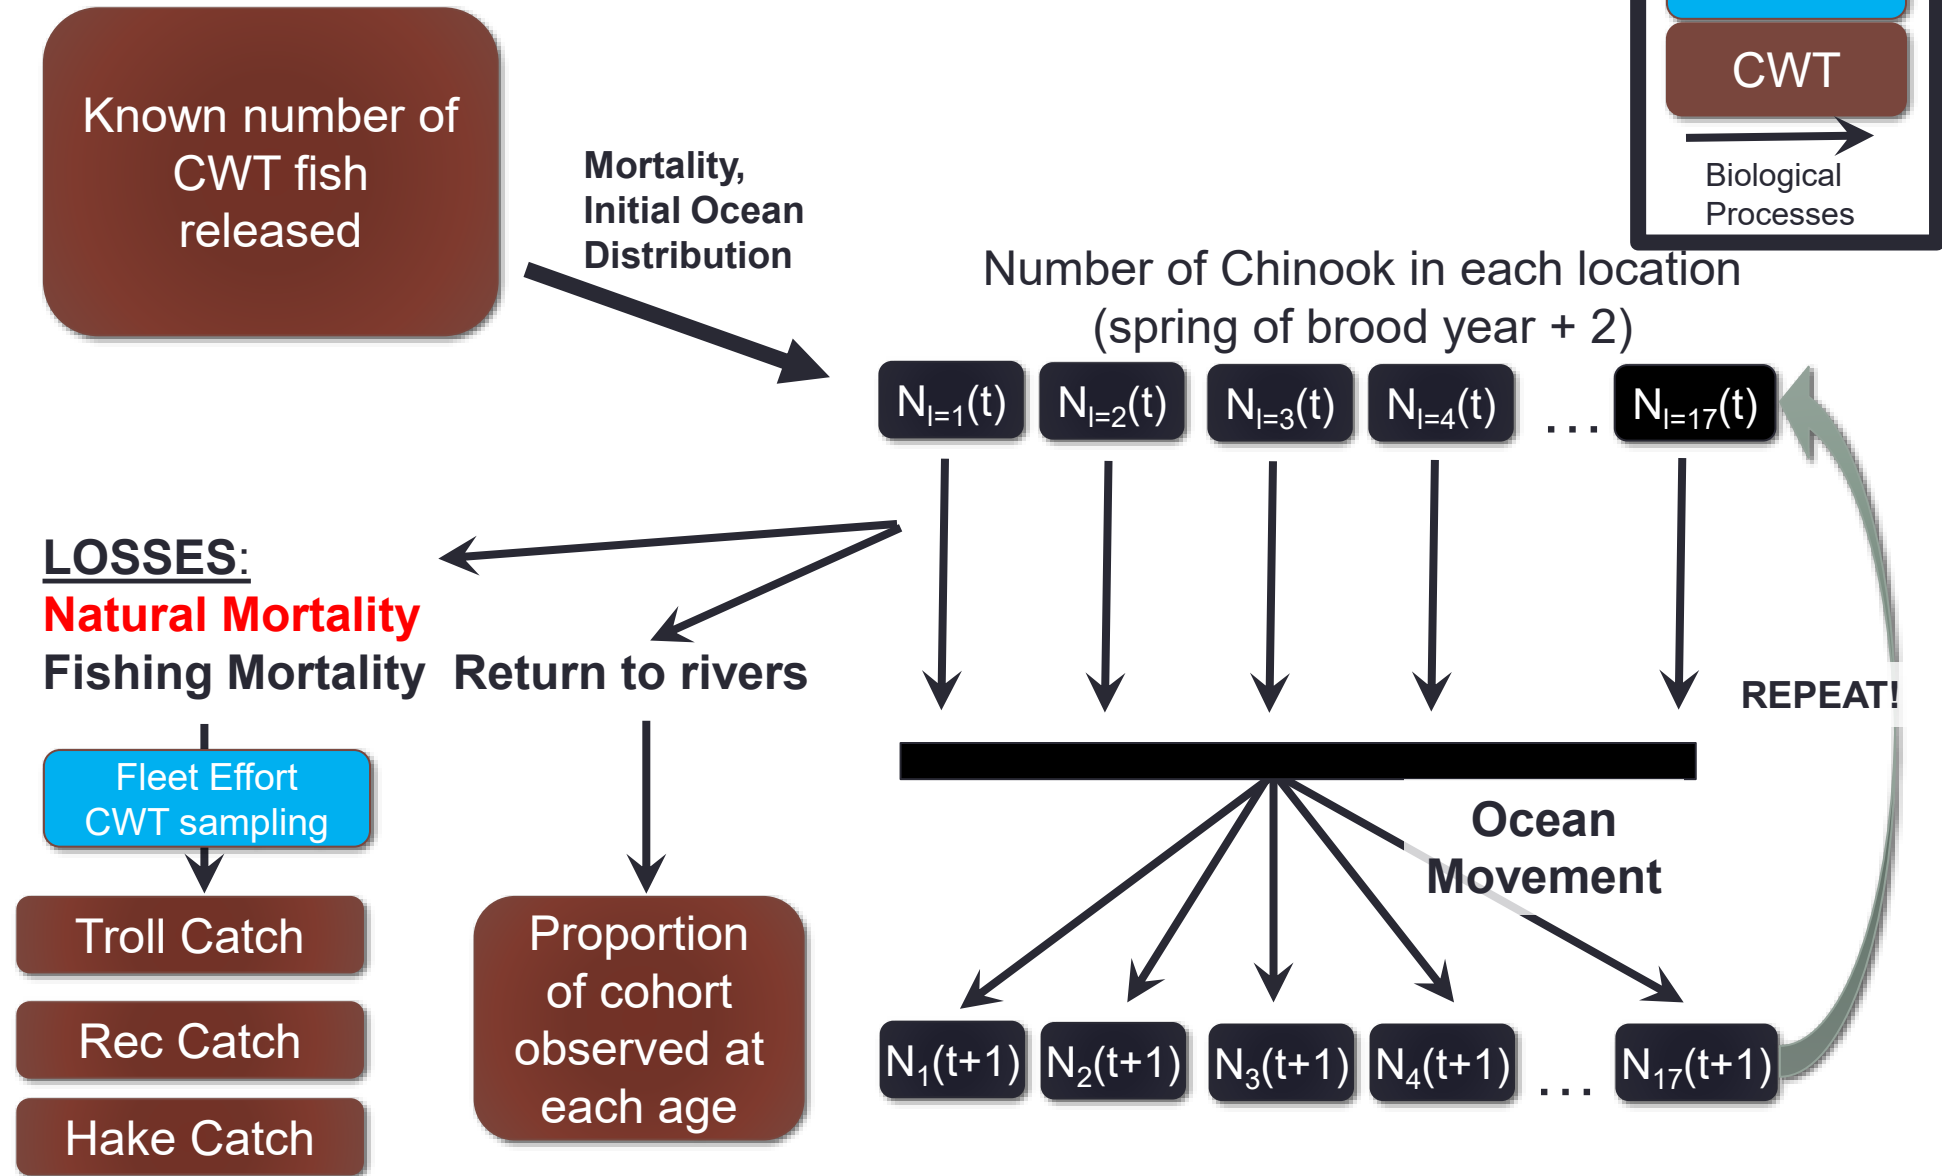 CWT
Biological
Processes
Known number of
CWT fish
released
Mortality,
Initial Ocean
Distribution
Number of Chinook in each location
(spring of brood year + 2)
N_{l=1}(t) N_{l=2}(t) N_{l=3}(t) N_{l=4}(t) ... N_{l=17}(t)
LOSSES:
Natural Mortality
Fishing Mortality
Return to rivers
REPEAT!
Fleet Effort
CWT sampling
Ocean
Movement
Troll Catch
Rec Catch
Hake Catch
Proportion
of cohort
observed at
each age
N_1(t+1) N_2(t+1) N_3(t+1) N_4(t+1) ... N_{17}(t+1)